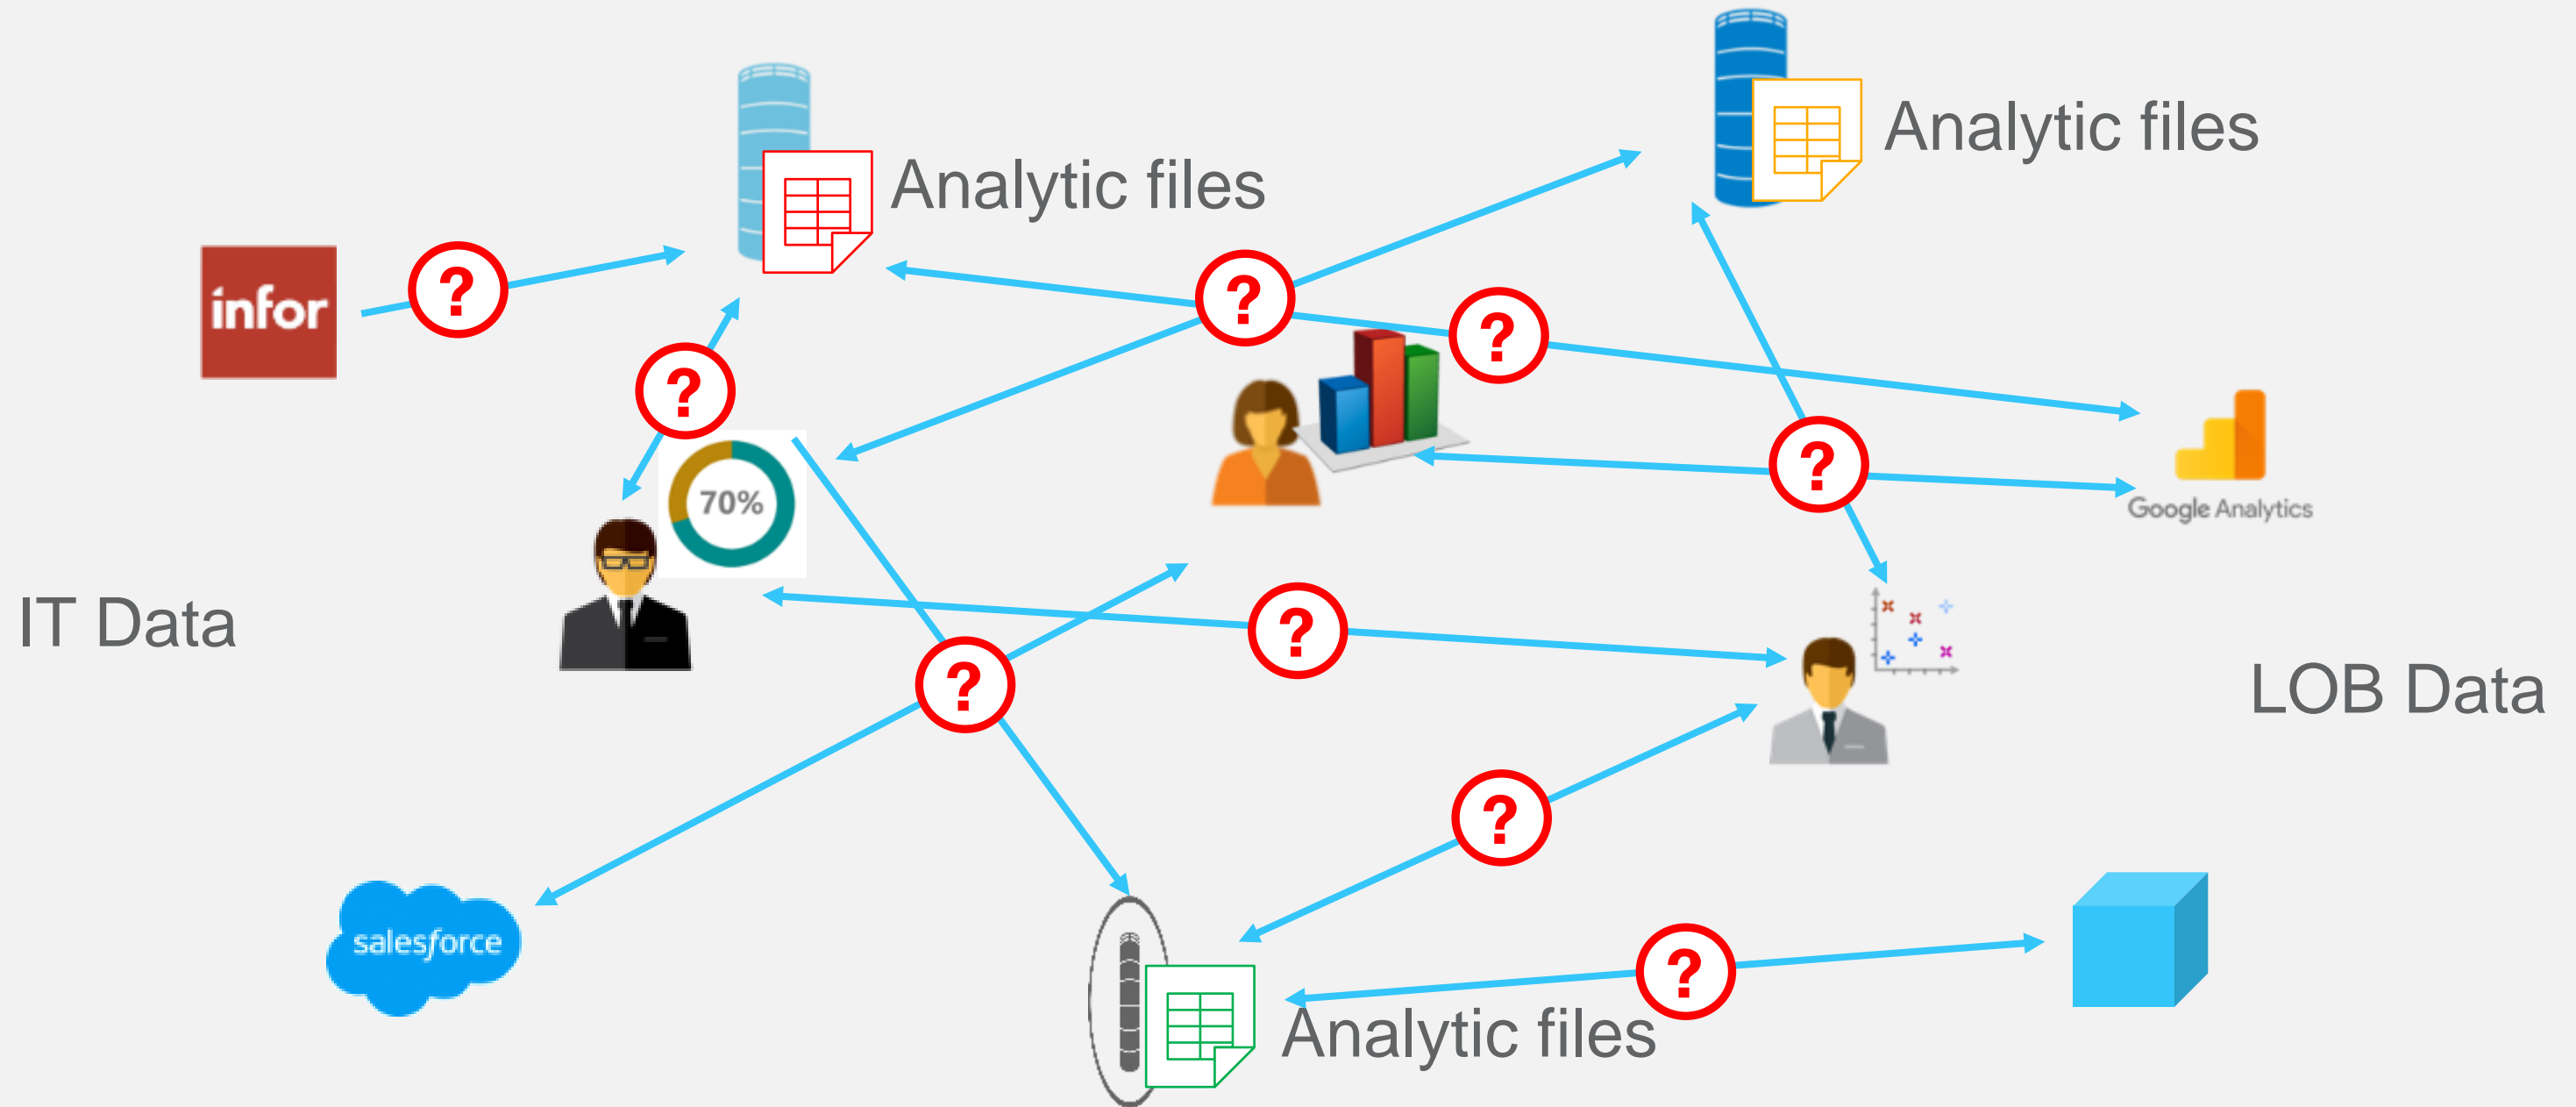 Analytic files
Analytic files
infor
?
?
?
?
70%
?
Google Analytics
IT Data
?
?
LOB Data
?
salesforce
?
Analytic files